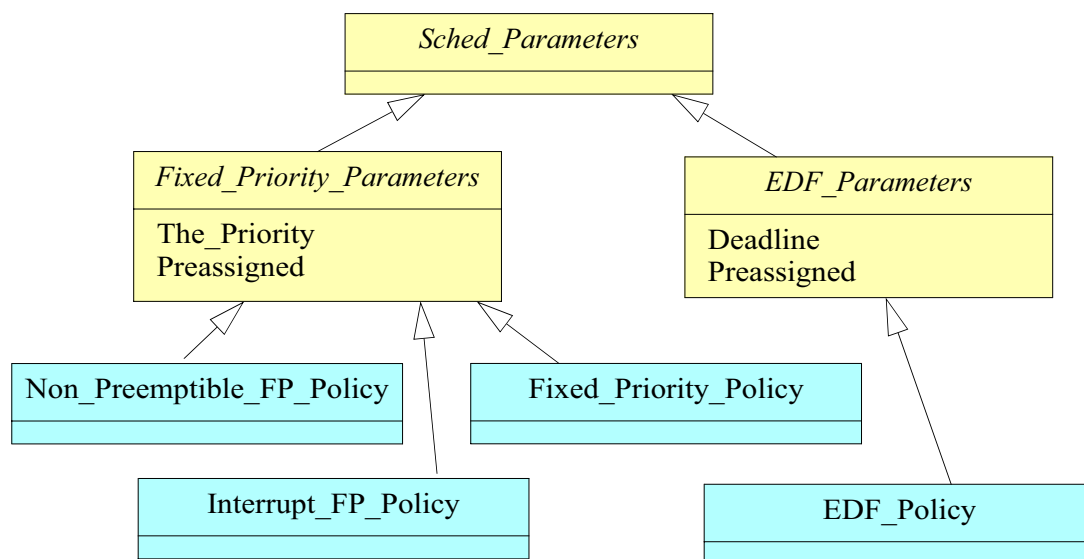 Sched_Parameters
Fixed_Priority_Parameters
The_Priority
Preassigned
EDF_Parameters
Deadline
Preassigned
Non_Preemptible_FP_Policy
Fixed_Priority_Policy
Interrupt_FP_Policy
EDF_Policy